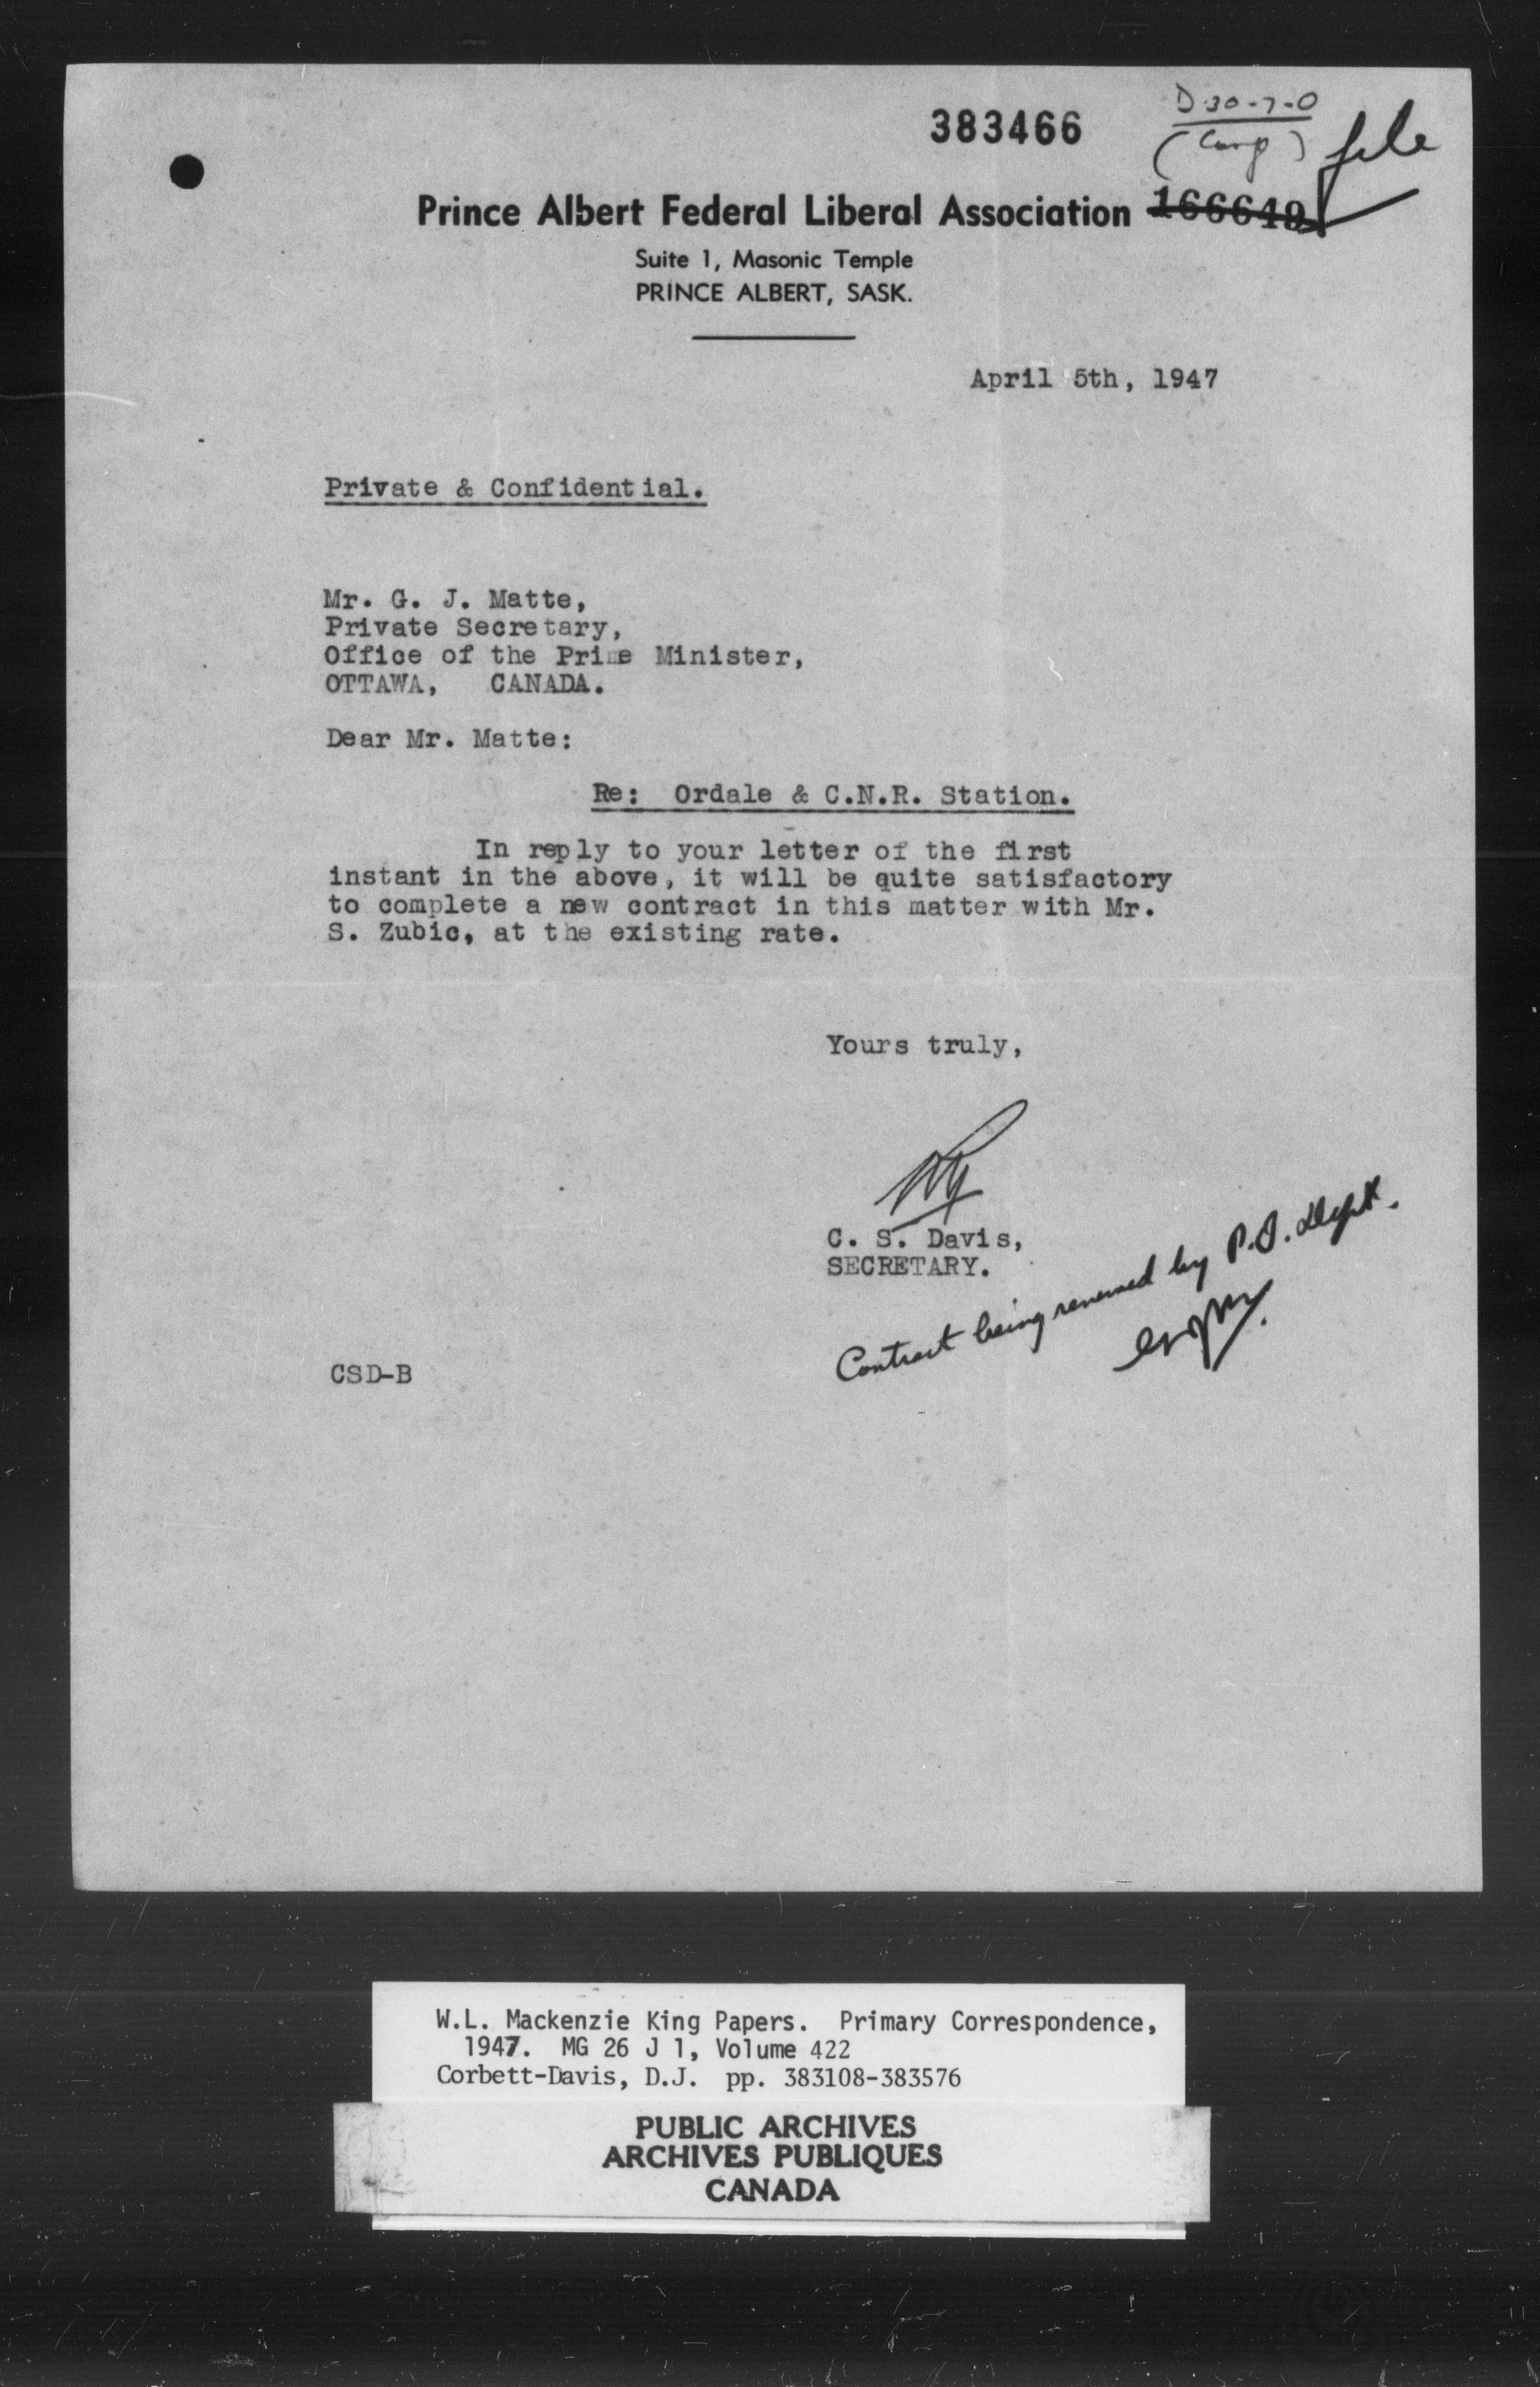 383466
D-30-7-0
file
Prince Albert Federal Liberal Association 166649
Suite 1, Masonic Temple
PRINCE ALBERT, SASK.
April 5th, 1947
Private & Confidential.
Mr. G. J. Matte,
Private Secretary,
Office of the Prime Minister,
OTTAWA, CANADA.
Dear Mr. Matte:
Re: Ordale & C.N.R. Station.
In reply to your letter of the first
instant in the above, it will be quite satisfactory
to complete a new contract in this matter with Mr.
S. Zubic, at the existing rate.
Yours truly,
C. S. Davis,
SECRETARY.
Contract being renewed by P.O. Dept.
CSD-B
W.L. Mackenzie King Papers. Primary Correspondence,
1947. MG 26 J 1, Volume 422
Corbett-Davis, D.J. pp. 383108-383576
PUBLIC ARCHIVES
ARCHIVES PUBLIQUES
CANADA